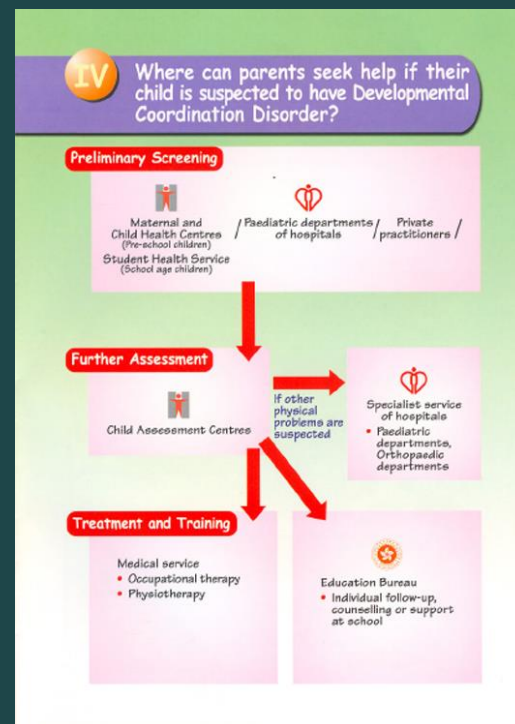 IV
Where can parents seek help if their
child is suspected to have Developmental
Coordination Disorder?
Preliminary Screening
Maternal and
Child Health Centres
(Pre-school children)
Student Health Service
(School age children)
/
Paediatric departments
of hospitals
/
Private
practitioners
/
Further Assessment
Child Assessment Centres
If other
physical
problems are
suspected
Specialist service
of hospitals
• Paediatric
departments,
Orthopaedic
departments
Treatment and Training
Medical service
• Occupational therapy
• Physiotherapy
Education Bureau
• Individual follow-up,
counselling or support
at school